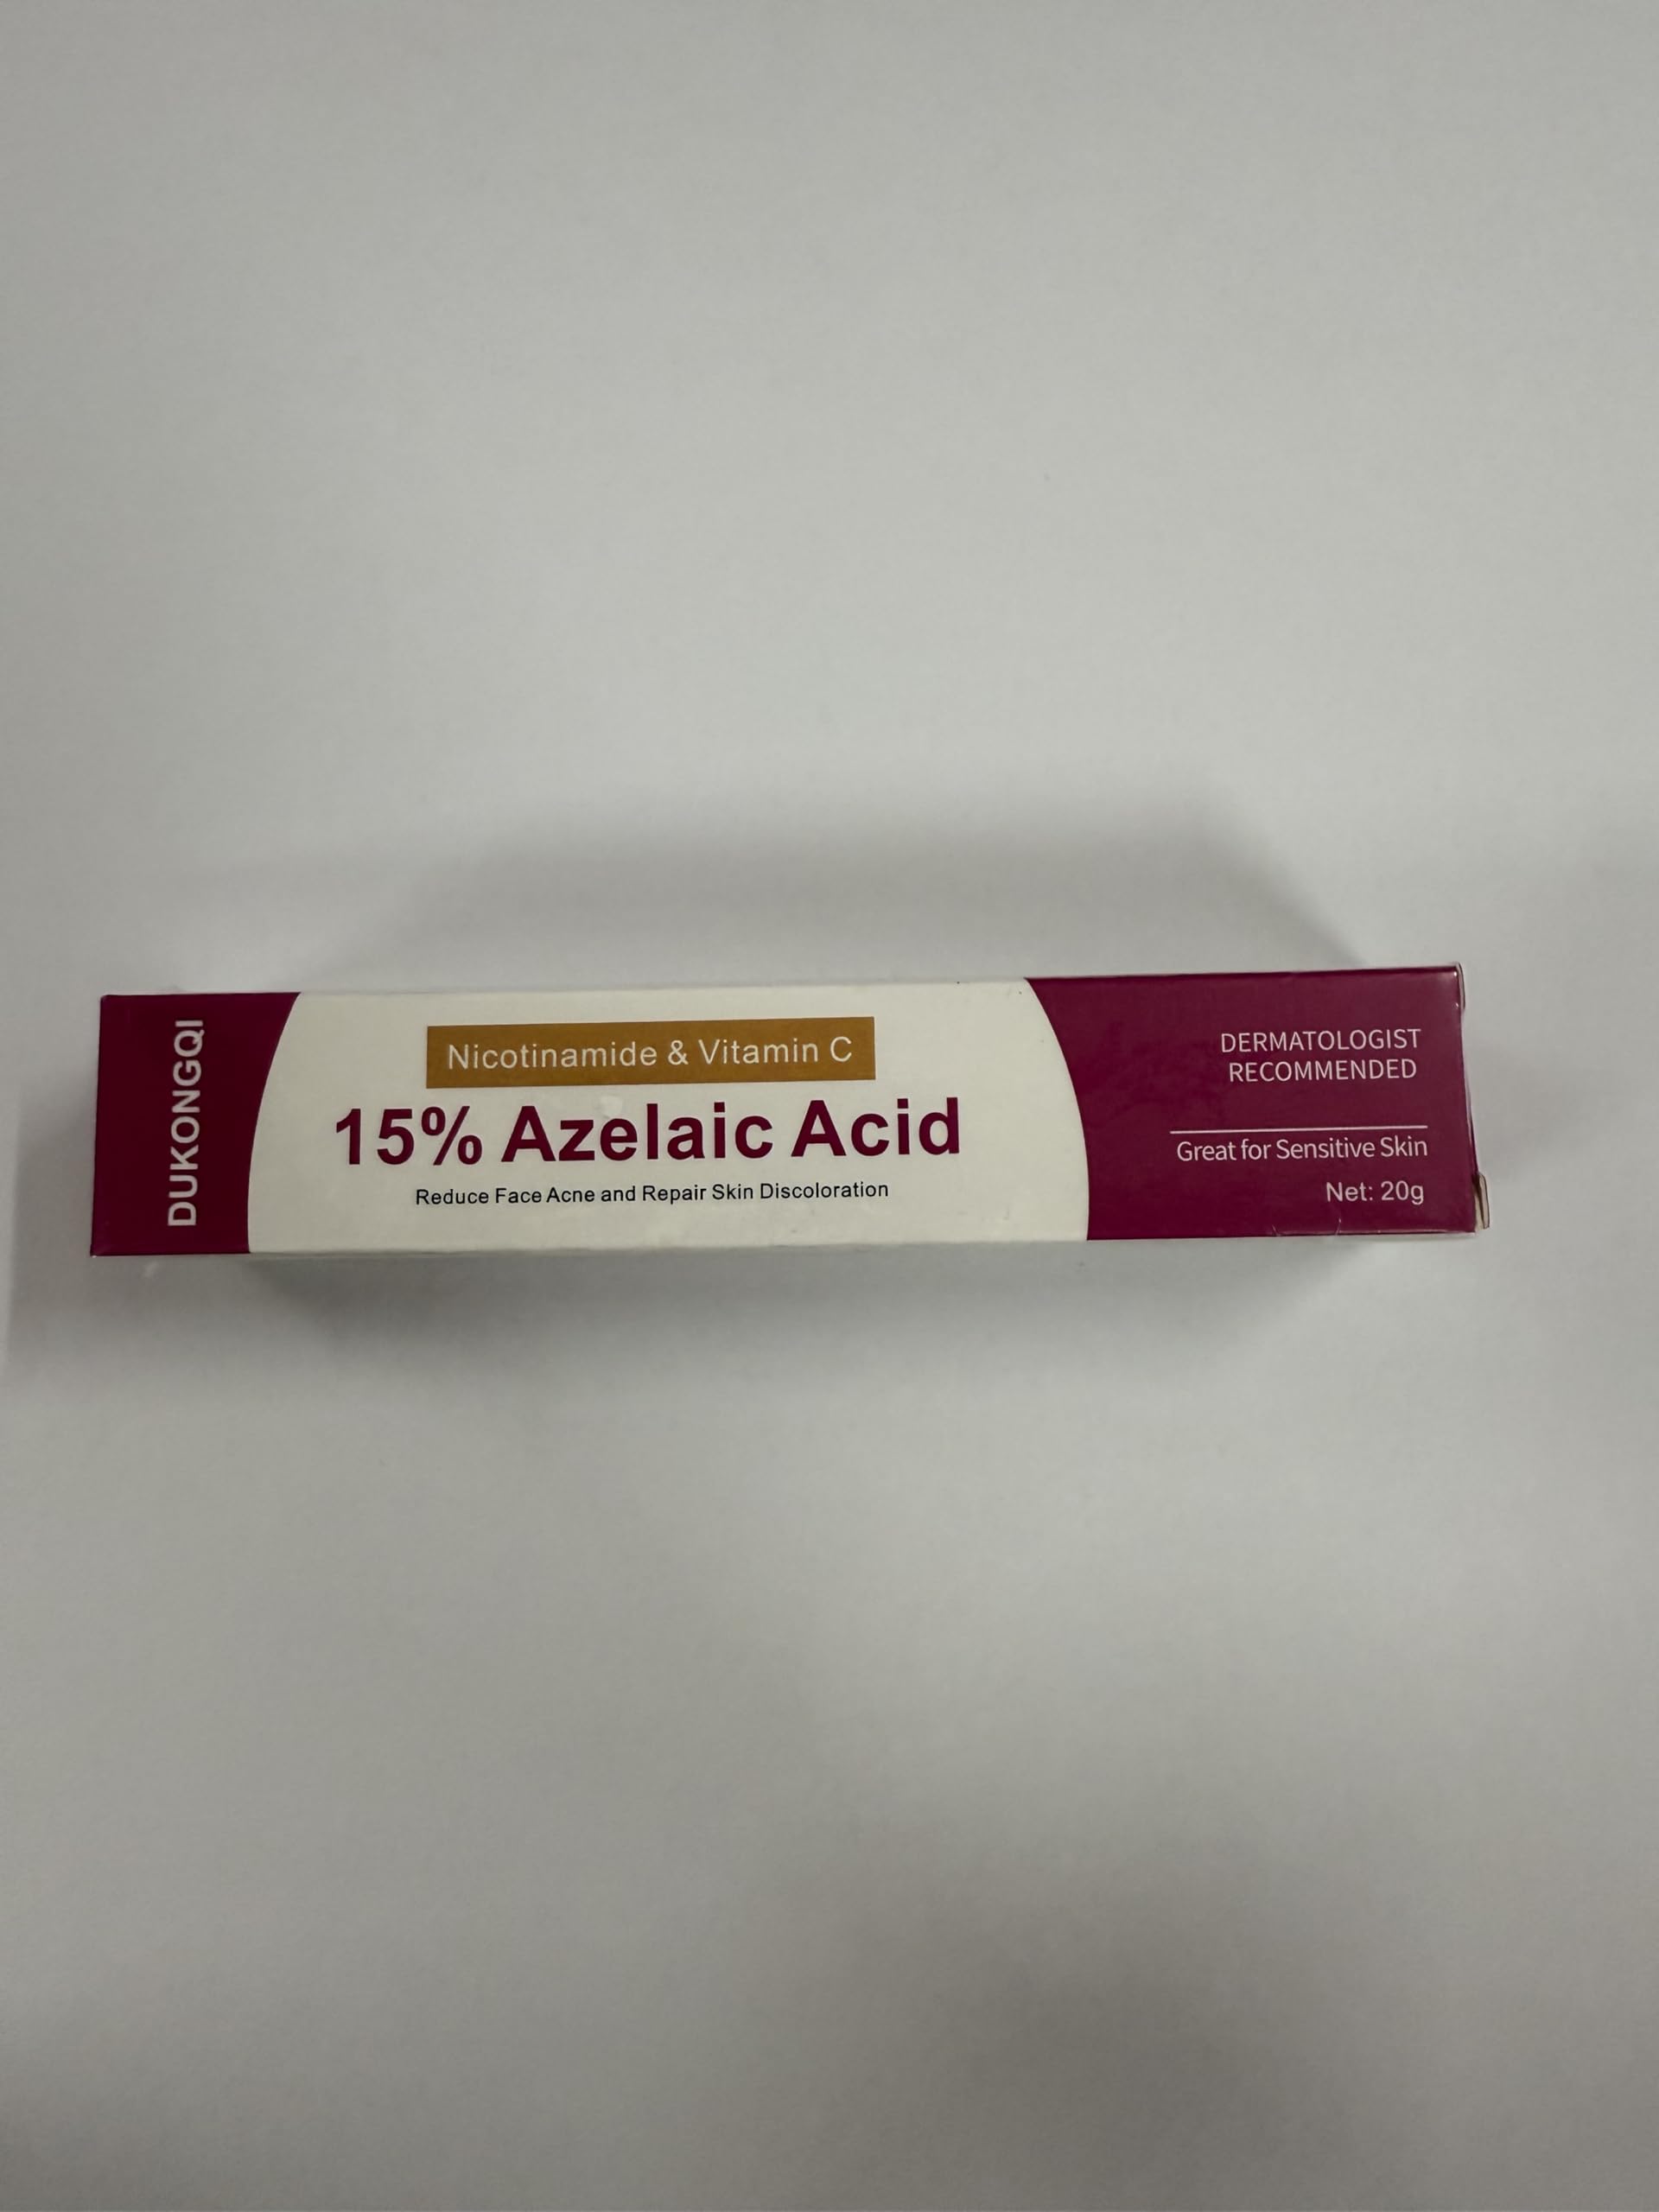 DUKONGQI
Nicotinamide & Vitamin C
15% Azelaic Acid
Reduce Face Acne and Repair Skin Discoloration
DERMATOLOGIST
RECOMMENDED
Great for Sensitive Skin
Net: 20g